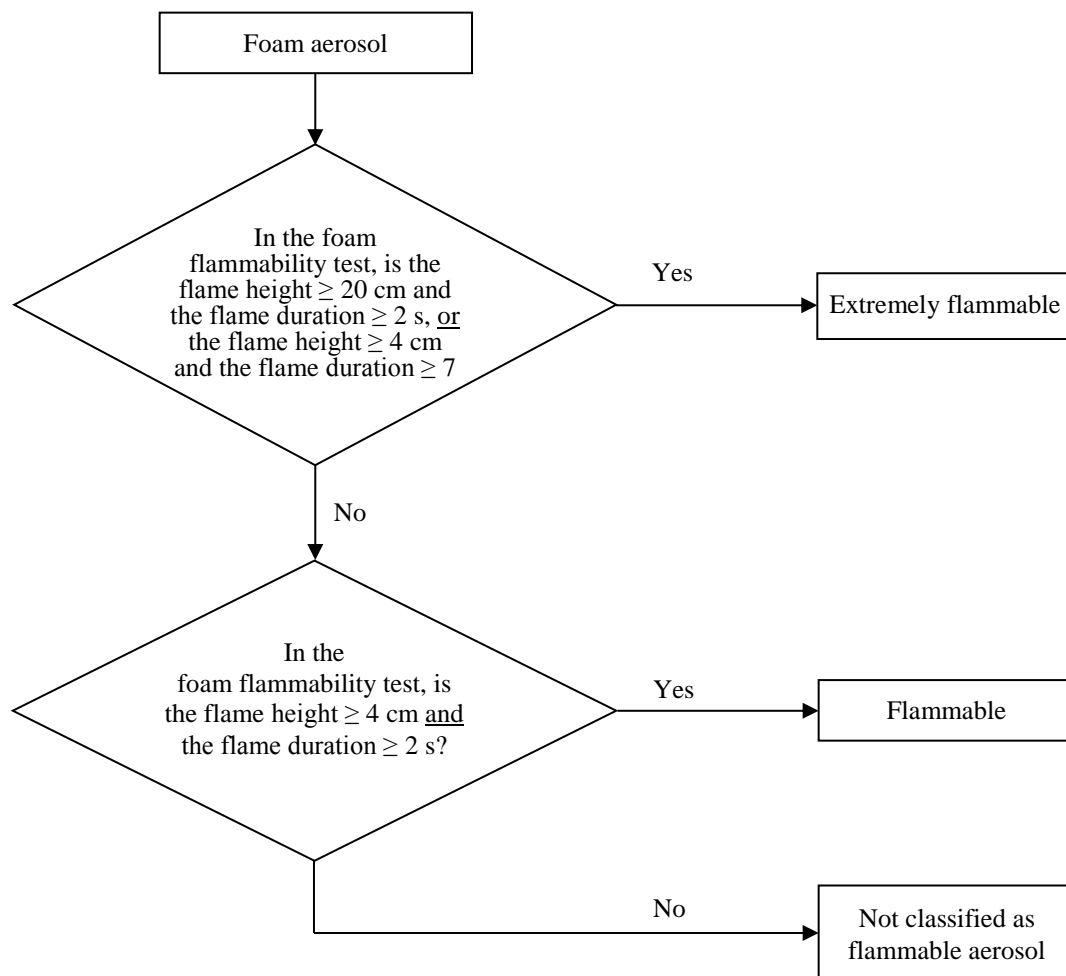 Foam aerosol
In the foam
flammability test, is the
flame height ≥ 20 cm and
the flame duration ≥ 2 s, or
the flame height ≥ 4 cm
and the flame duration ≥ 7
Yes
Extremely flammable
No
In the
foam flammability test, is
the flame height ≥ 4 cm and
the flame duration ≥ 2 s?
Yes
Flammable
No
Not classified as
flammable aerosol